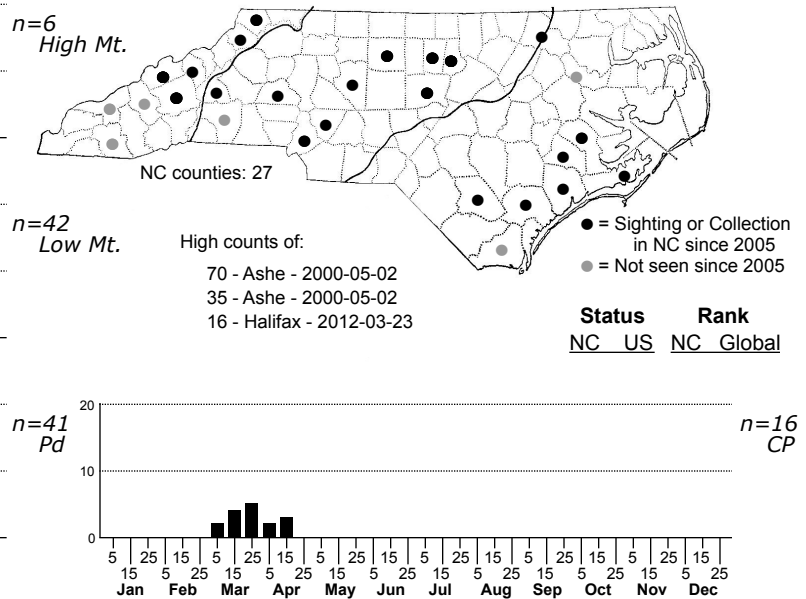 n=6
High Mt.
NC counties: 27
n=42
Low Mt.
High counts of:
70 - Ashe - 2000-05-02
35 - Ashe - 2000-05-02
16 - Halifax - 2012-03-23
= Sighting or Collection
in NC since 2005
= Not seen since 2005
Status Rank
NC US NC Global
n=41
Pd
n=16
CP
20
10
0
5 25 15 5 25 15 5 25 15 5 25 15 5 25 15 5 25 15
15 5 25 15 5 25 15 5 25 15 5 25 15 5 25 15 5 25
Jan Feb Mar Apr May Jun Jul Aug Sep Oct Nov Dec